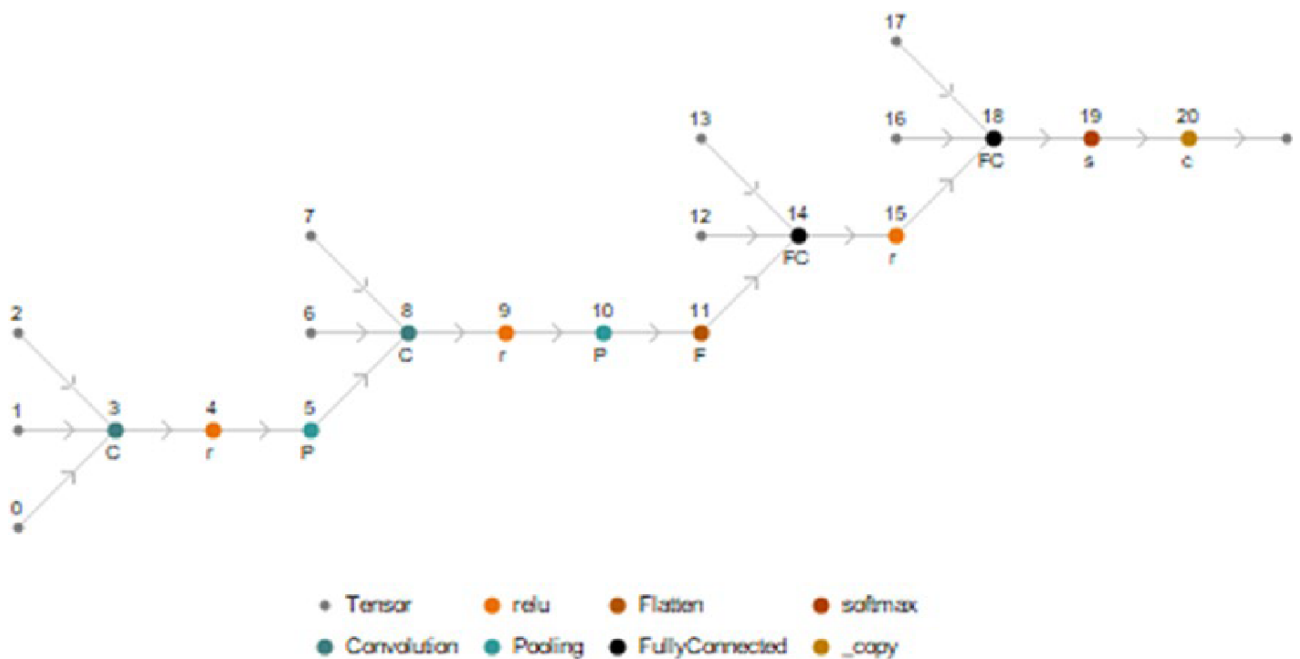 17
13 16 18 19 20
FC s c
7 12 14 15
FC r
2 6 8 9 10 11
C r P F
1 3 4 5
C r P
0
Tensor relu Flatten softmax
Convolution Pooling FullyConnected _copy